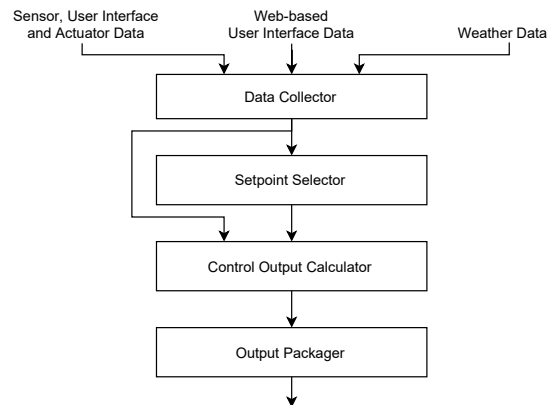 Sensor, User Interface
and Actuator Data
Web-based
User Interface Data
Weather Data
Data Collector
Setpoint Selector
Control Output Calculator
Output Packager